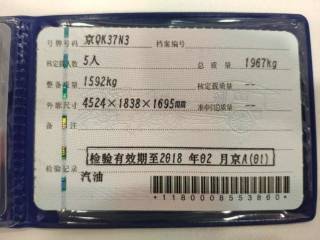 号牌号码 京QK37N3 档案编号
核定载人数 5人 总质量 1967kg
整备质量 1592kg 核定载质量 --
外廓尺寸 4524×1838×1695mm 准牵引总质量 --
备注
检验有效期至2018 年02 月京A(01)
检验记录
汽油
*1180008553860*